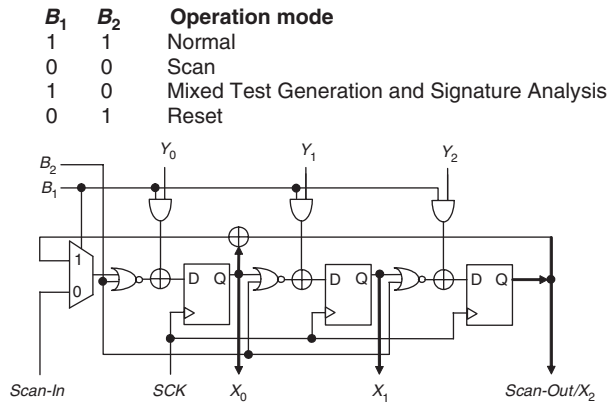 B1 B2 Operation mode
1 1 Normal
0 0 Scan
1 0 Mixed Test Generation and Signature Analysis
0 1 Reset
Y0 Y1 Y2
B2
B1
1
0
D Q D Q D Q
Scan-In SCK X0 X1 Scan-Out/X2